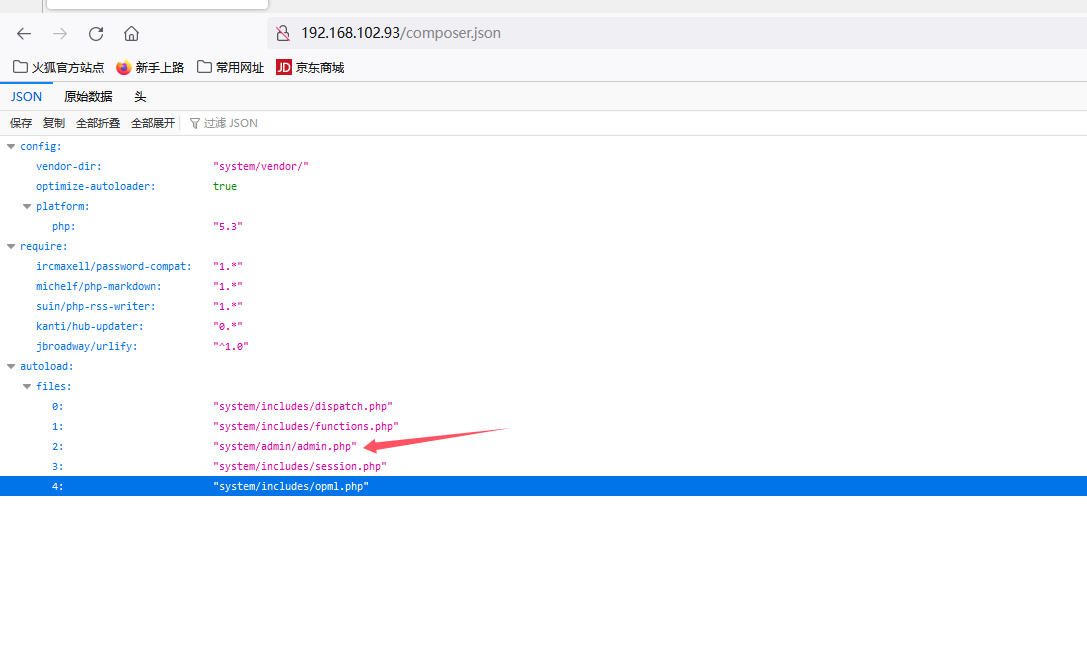 192.168.102.93/composer.json
火狐官方站点 新手上路 常用网址 JD 京东商城
JSON 原始数据 头
保存 复制 全部折叠 全部展开 过滤 JSON
config:
vendor-dir: "system/vendor/"
optimize-autoloader: true
platform:
php: "5.3"
require:
ircmaxell/password-compat: "1.*"
michelf/php-markdown: "1.*"
suin/php-rss-writer: "1.*"
kanti/hub-updater: "0.*"
jbroadway/urlify: "^1.0"
autoload:
files:
0: "system/includes/dispatch.php"
1: "system/includes/functions.php"
2: "system/admin/admin.php"
3: "system/includes/session.php"
4: "system/includes/opml.php"